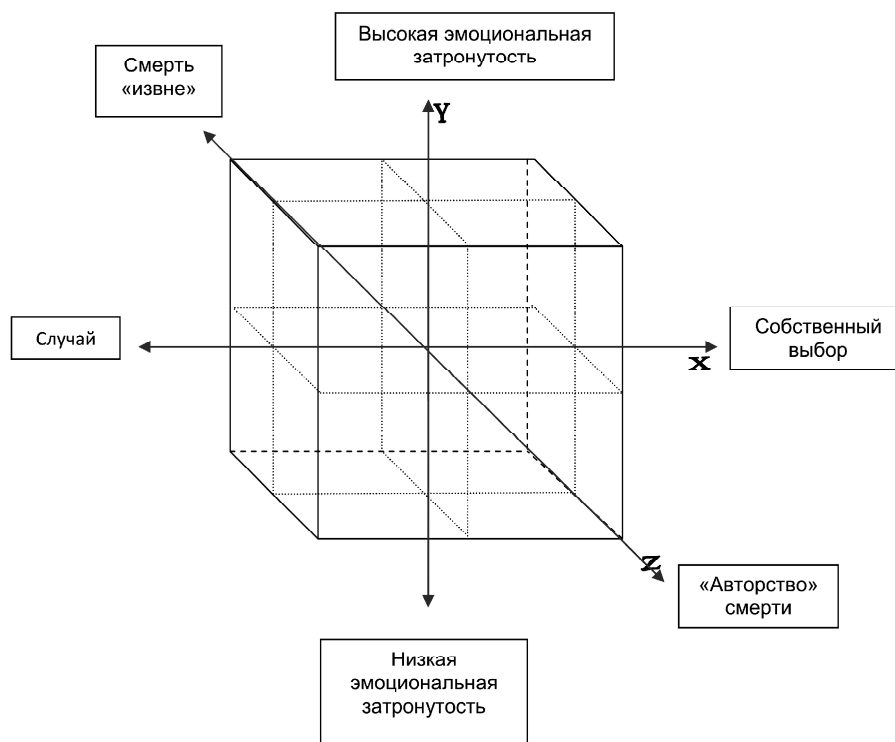 Высокая эмоциональная
затронутость
Смерть
«извне»
Y
Случай
Собственный
выбор
X
Z
«Авторство»
смерти
Низкая
эмоциональная
затронутость